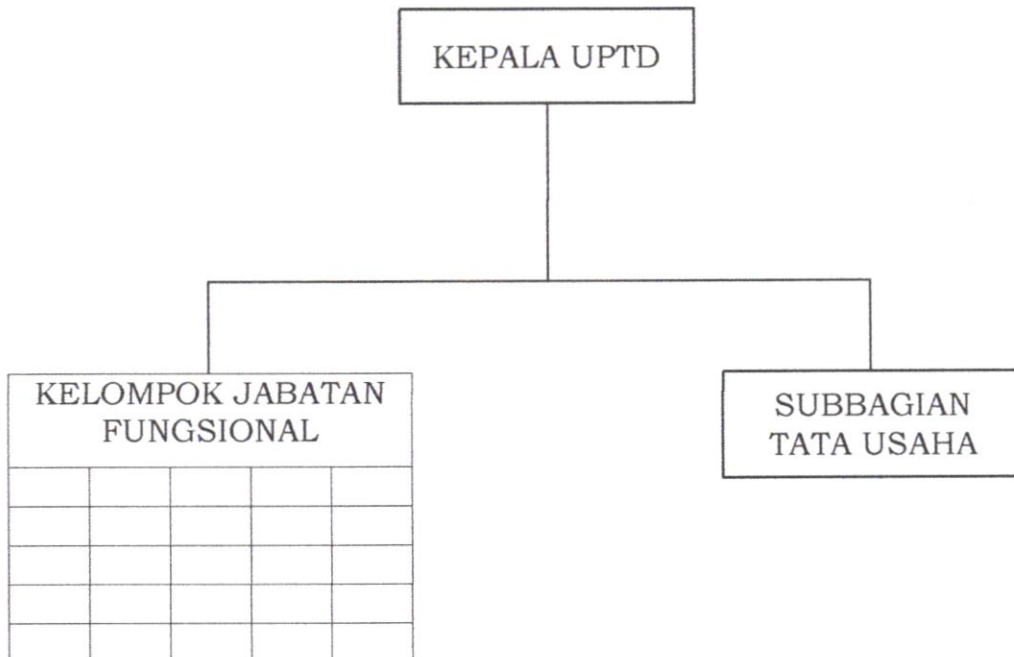 KEPALA UPTD
KELOMPOK JABATAN
FUNGSIONAL
SUBBAGIAN
TATA USAHA